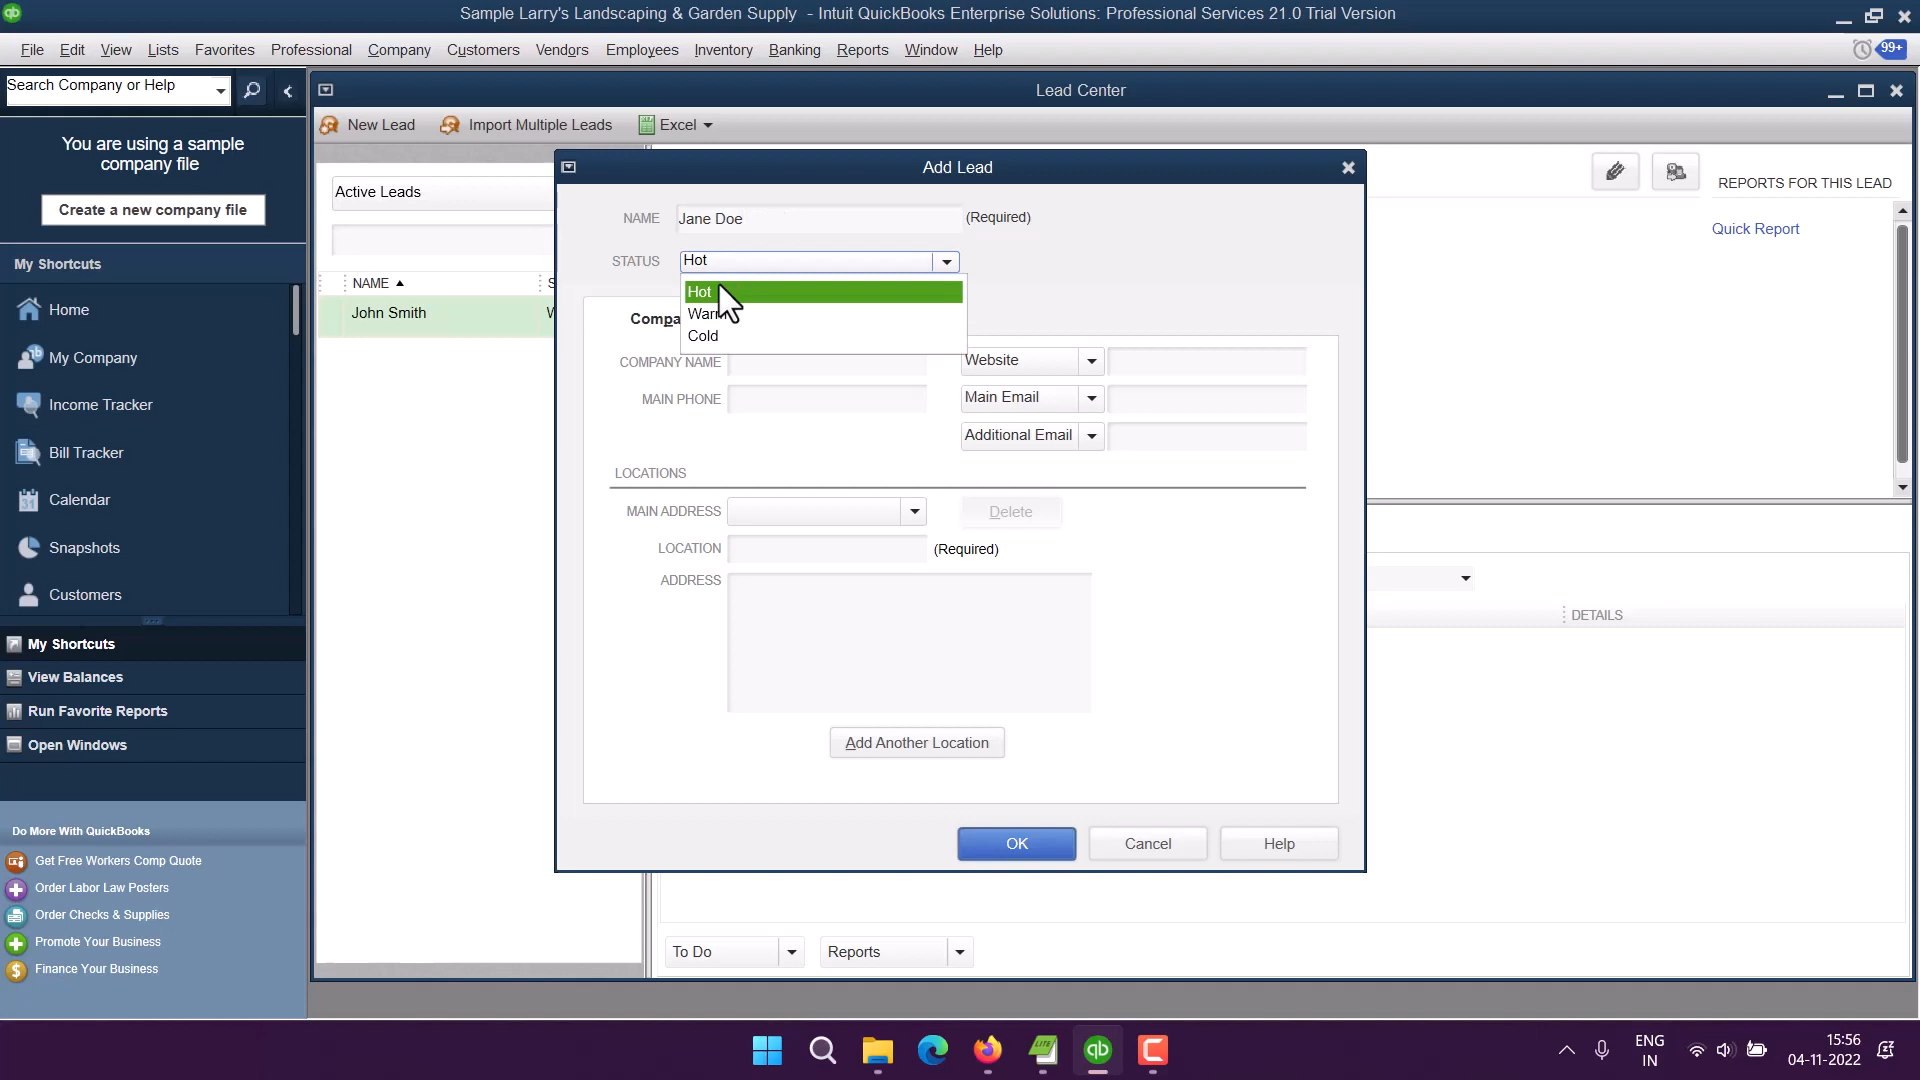 Sample Larry's Landscaping & Garden Supply - Intuit QuickBooks Enterprise Solutions: Professional Services 21.0 Trial Version
File Edit View Lists Favorites Professional Company Customers Vendors Employees Inventory Banking Reports Window Help
99+
Search Company or Help
Lead Center
New Lead Import Multiple Leads Excel
You are using a sample
company file
Create a new company file
My Shortcuts
Home
My Company
Income Tracker
Bill Tracker
31
Calendar
Snapshots
Customers
My Shortcuts
View Balances
Run Favorite Reports
Open Windows
Do More With QuickBooks
Get Free Workers Comp Quote
Order Labor Law Posters
Order Checks & Supplies
Promote Your Business
$ Finance Your Business
Active Leads
NAME
John Smith
Add Lead
NAME Jane Doe (Required)
STATUS Hot
Hot
Warm
Cold
COMPANY NAME Website
MAIN PHONE Main Email
Additional Email
LOCATIONS
MAIN ADDRESS Delete
LOCATION (Required)
ADDRESS
Add Another Location
OK Cancel Help
REPORTS FOR THIS LEAD
Quick Report
DETAILS
To Do Reports
LITE
qb
C
ENG
IN
15:56
04-11-2022